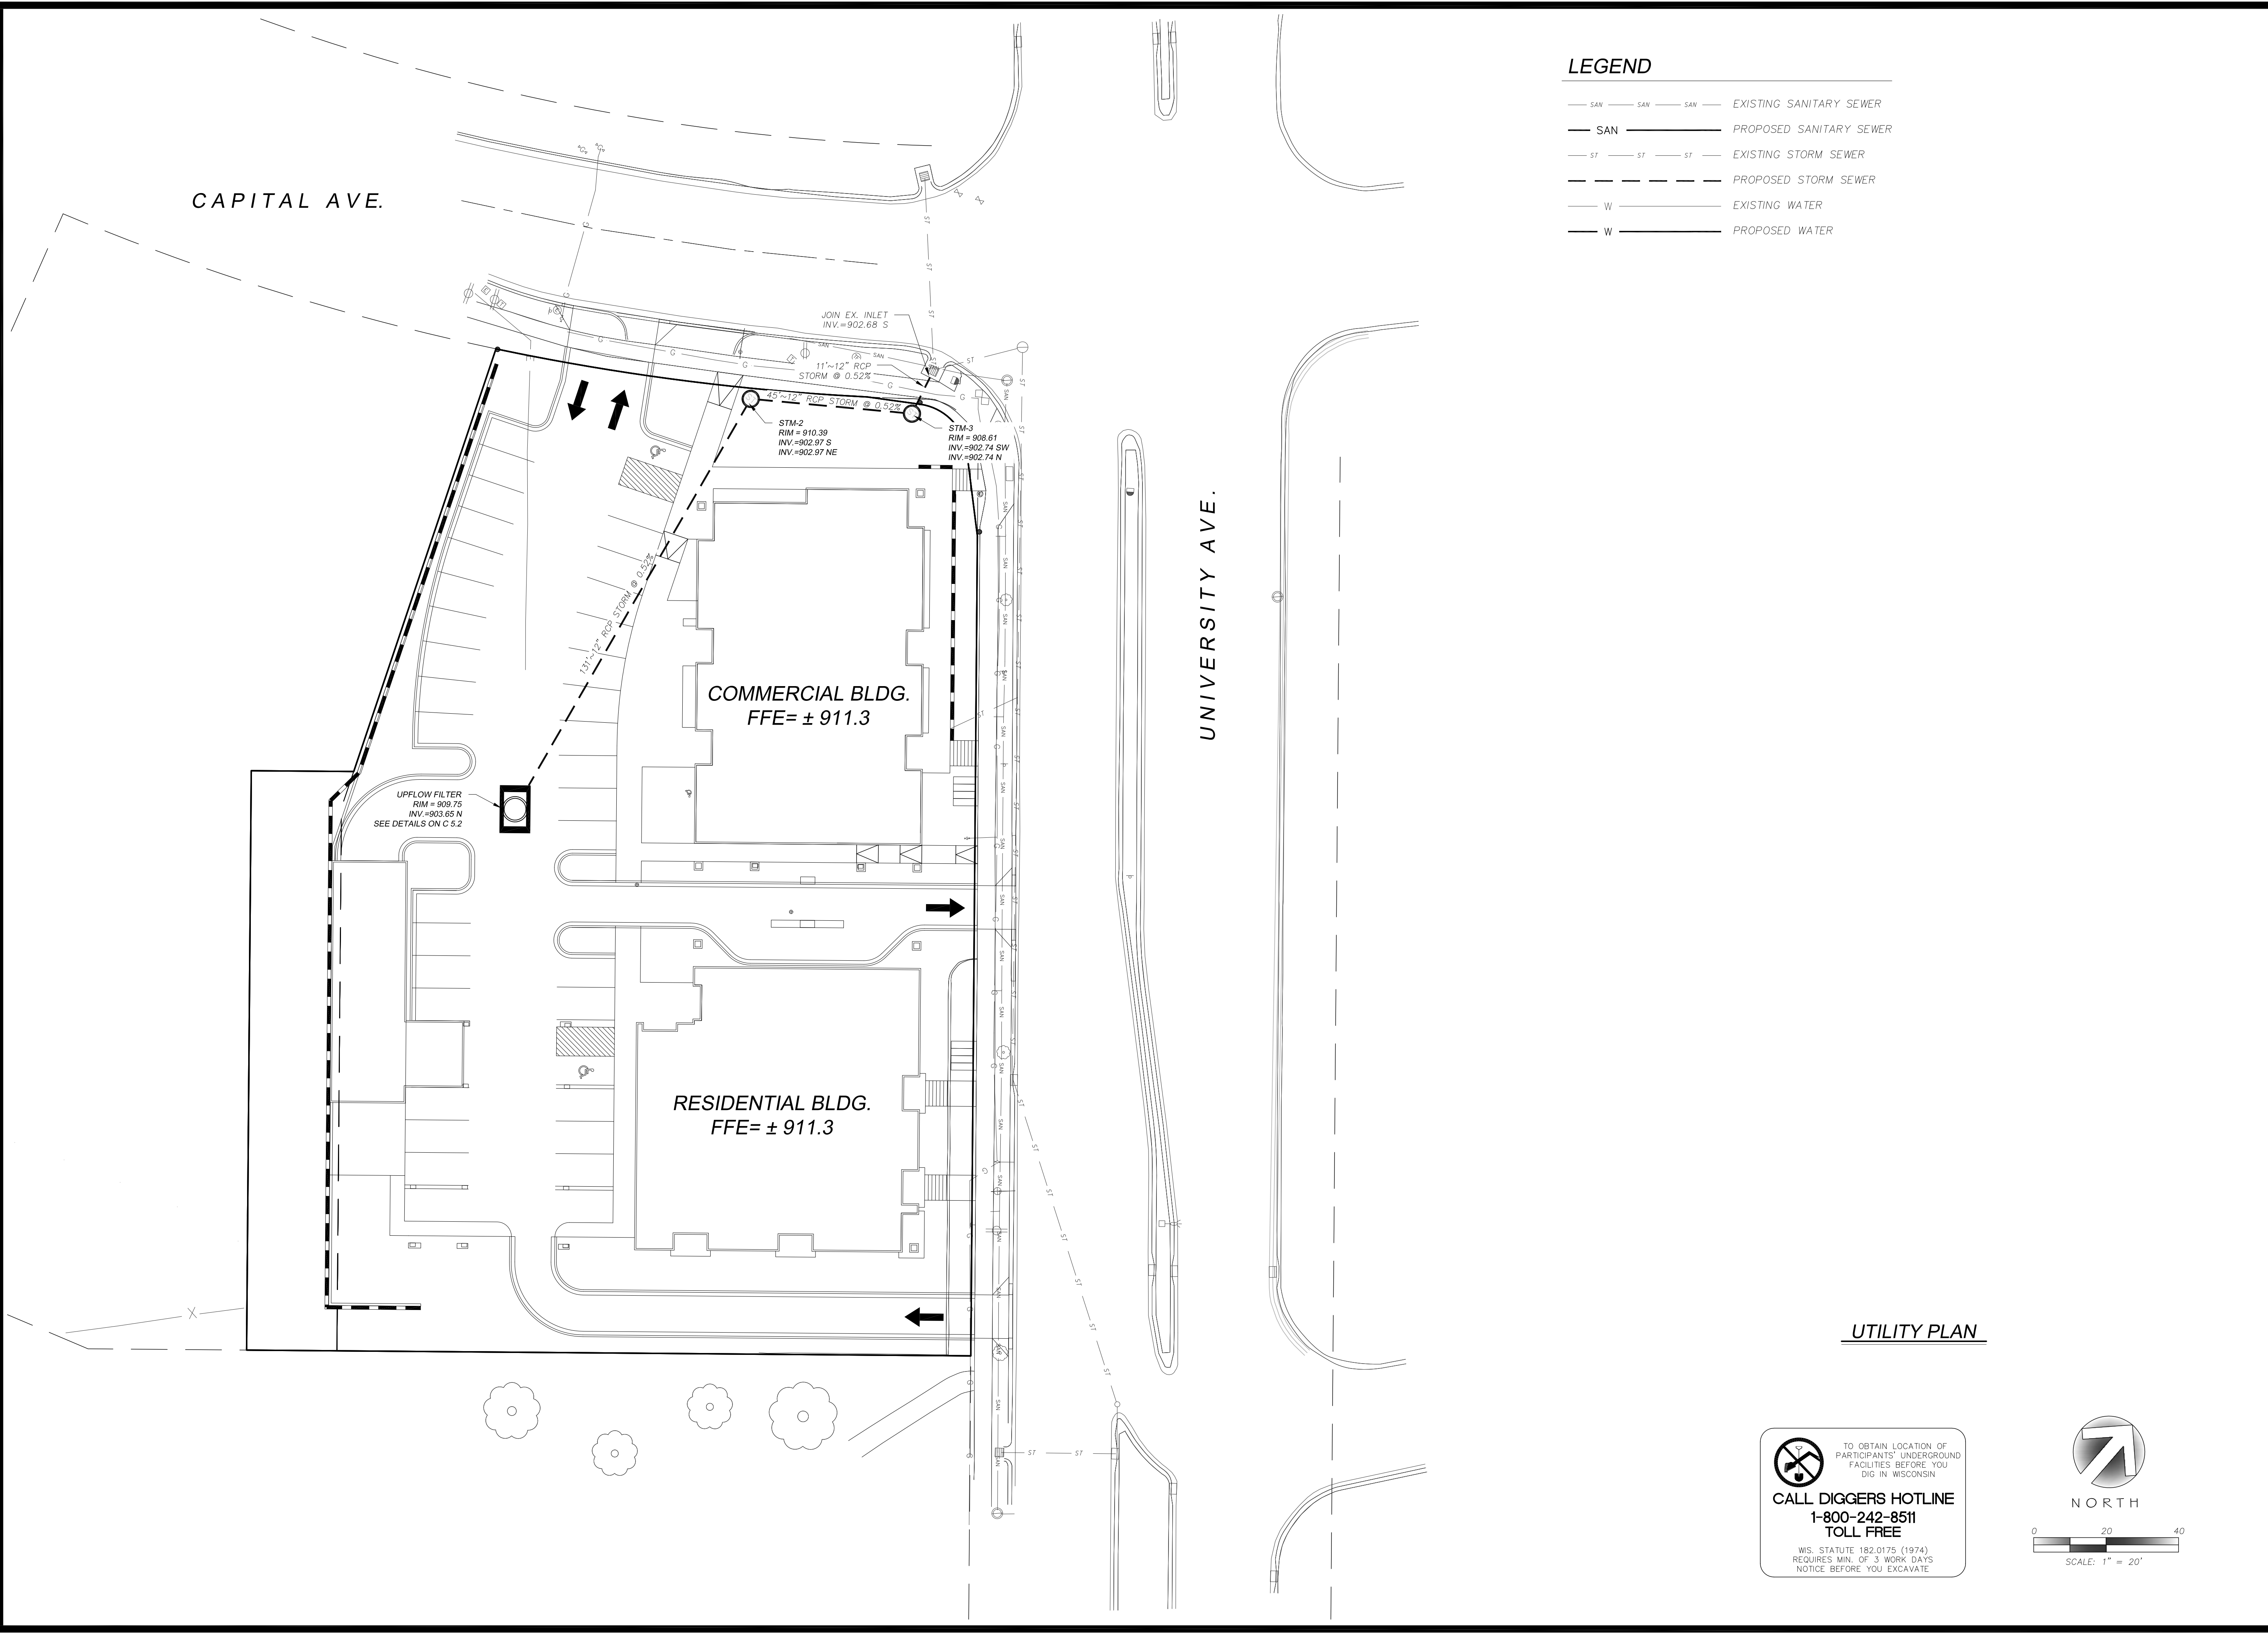 LEGEND
SAN SAN SAN EXISTING SANITARY SEWER
SAN PROPOSED SANITARY SEWER
ST ST ST EXISTING STORM SEWER
PROPOSED STORM SEWER
W EXISTING WATER
W PROPOSED WATER
CAPITAL AVE.
JOIN EX. INLET
INV.=902.68 S
11'~12" RCP
STORM @ 0.52%
45'~12" RCP STORM @ 0.52%
STM-2
RIM = 910.39
INV.=902.97 S
INV.=902.97 NE
STM-3
RIM = 908.61
INV.=902.74 SW
INV.=902.74 N
131'~12" RCP STORM @ 0.52%
UNIVERSITY AVE.
COMMERCIAL BLDG.
FFE= ± 911.3
UPFLOW FILTER
RIM = 909.75
INV.=903.65 N
SEE DETAILS ON C 5.2
RESIDENTIAL BLDG.
FFE= ± 911.3
UTILITY PLAN
TO OBTAIN LOCATION OF
PARTICIPANTS' UNDERGROUND
FACILITIES BEFORE YOU
DIG IN WISCONSIN
CALL DIGGERS HOTLINE
1-800-242-8511
TOLL FREE
WIS. STATUTE 182.0175 (1974)
REQUIRES MIN. OF 3 WORK DAYS
NOTICE BEFORE YOU EXCAVATE
NORTH
0 20 40
SCALE: 1" = 20'